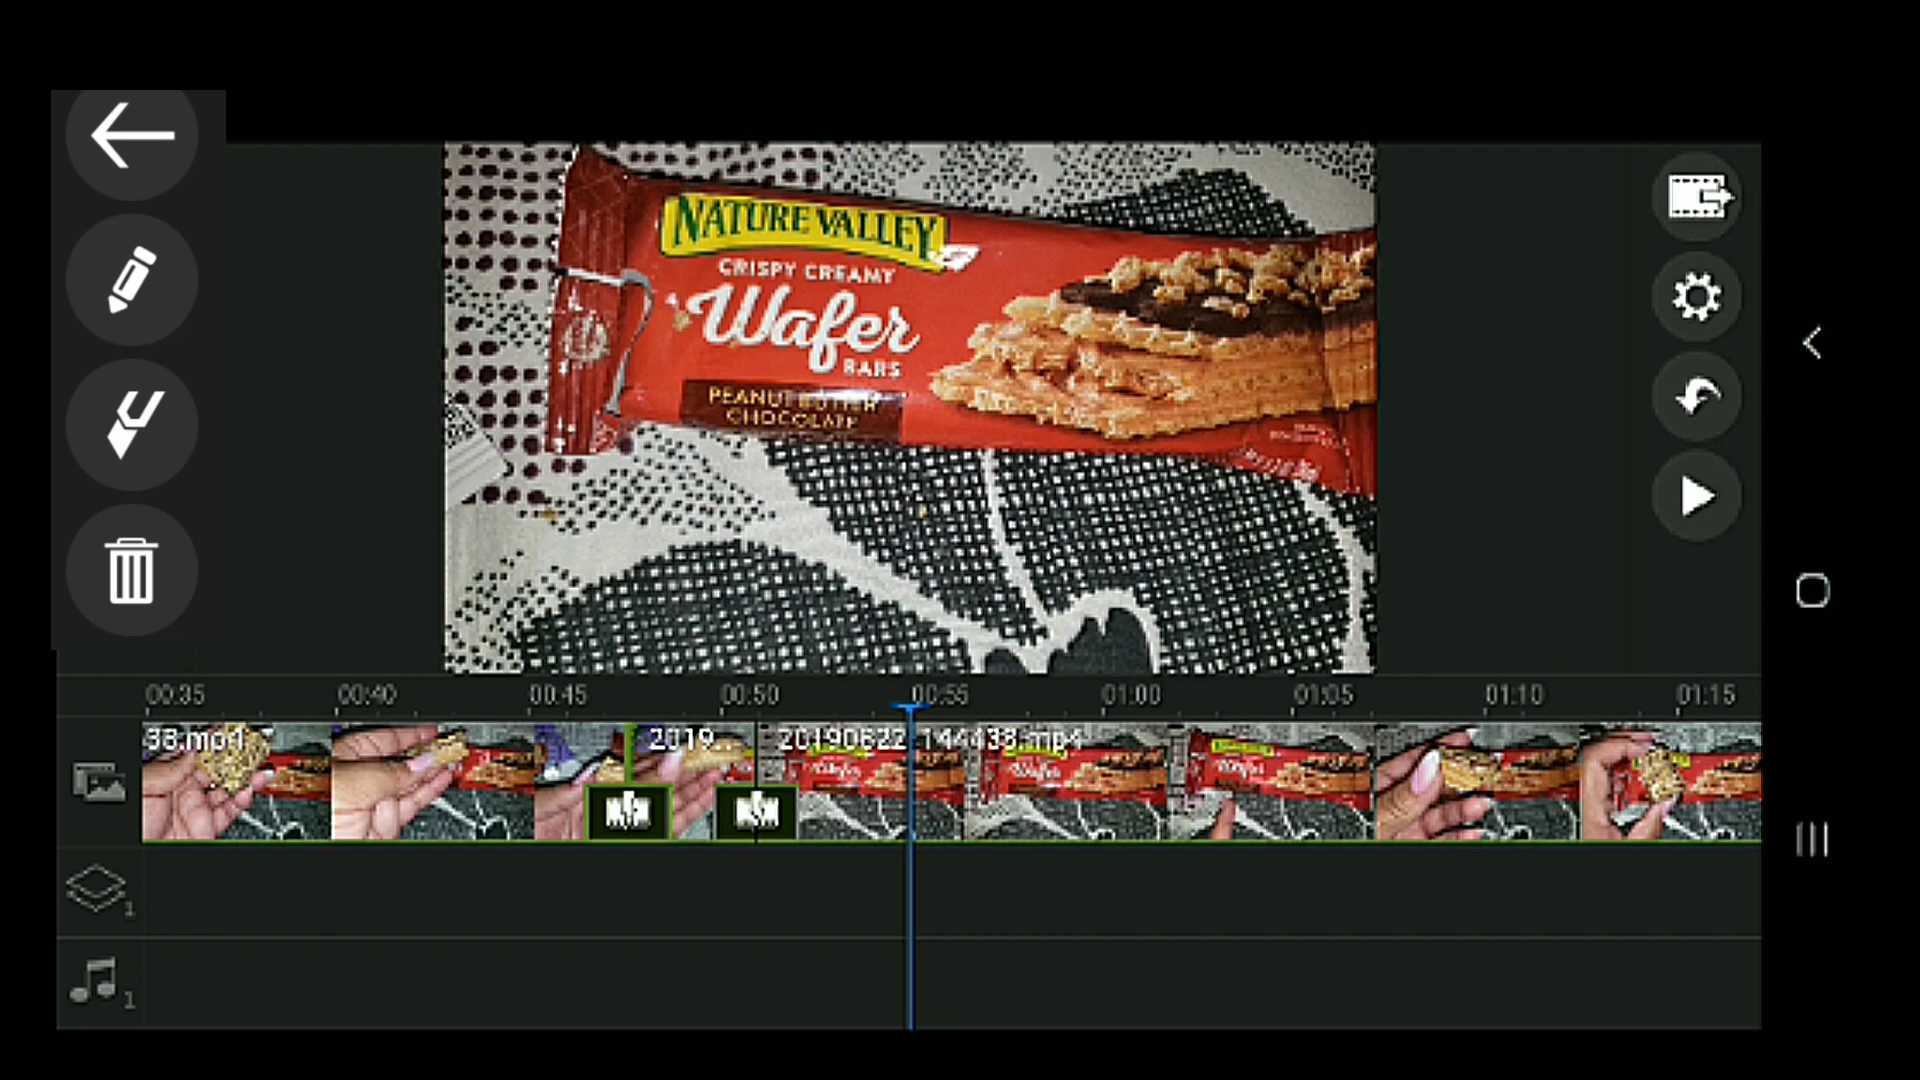 NATURE VALLEY
CRISPY CREAMY
Wafer
BARS
PEANUT BUTTER
CHOCOLATE
00:35 00:40 00:45 00:50 00:55 01:00 01:05 01:10 01:15
38.mp4 2019.. 20190622_144438.mp4
1
1